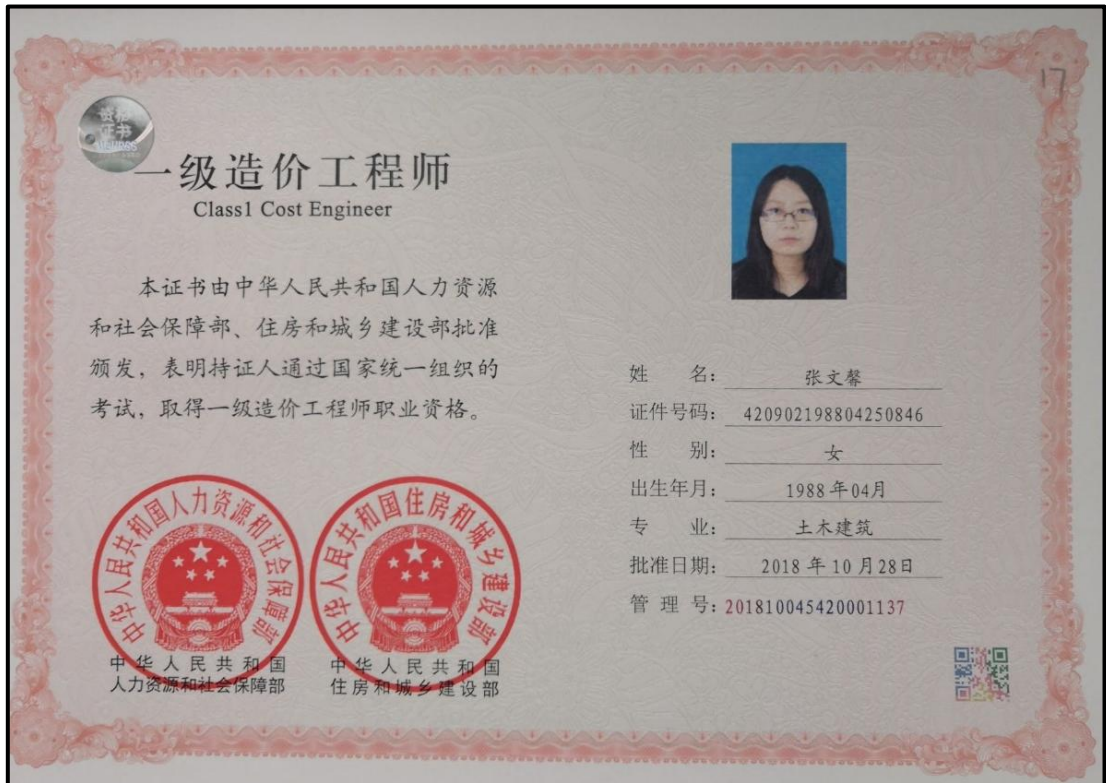 17
资格
证书
一级造价工程师
Class1 Cost Engineer
本证书由中华人民共和国人力资源
和社会保障部、住房和城乡建设部批准
颁发，表明持证人通过国家统一组织的
考试，取得一级造价工程师职业资格。
姓 名： 张文馨
证件号码： 420902198804250846
性 别： 女
出生年月： 1988年04月
专 业： 土木建筑
批准日期： 2018年10月28日
管 理 号：201810045420001137
中华人民共和国人力资源和社会保障部
中华人民共和国住房和城乡建设部
中华人民共和国
人力资源和社会保障部
中华人民共和国
住房和城乡建设部